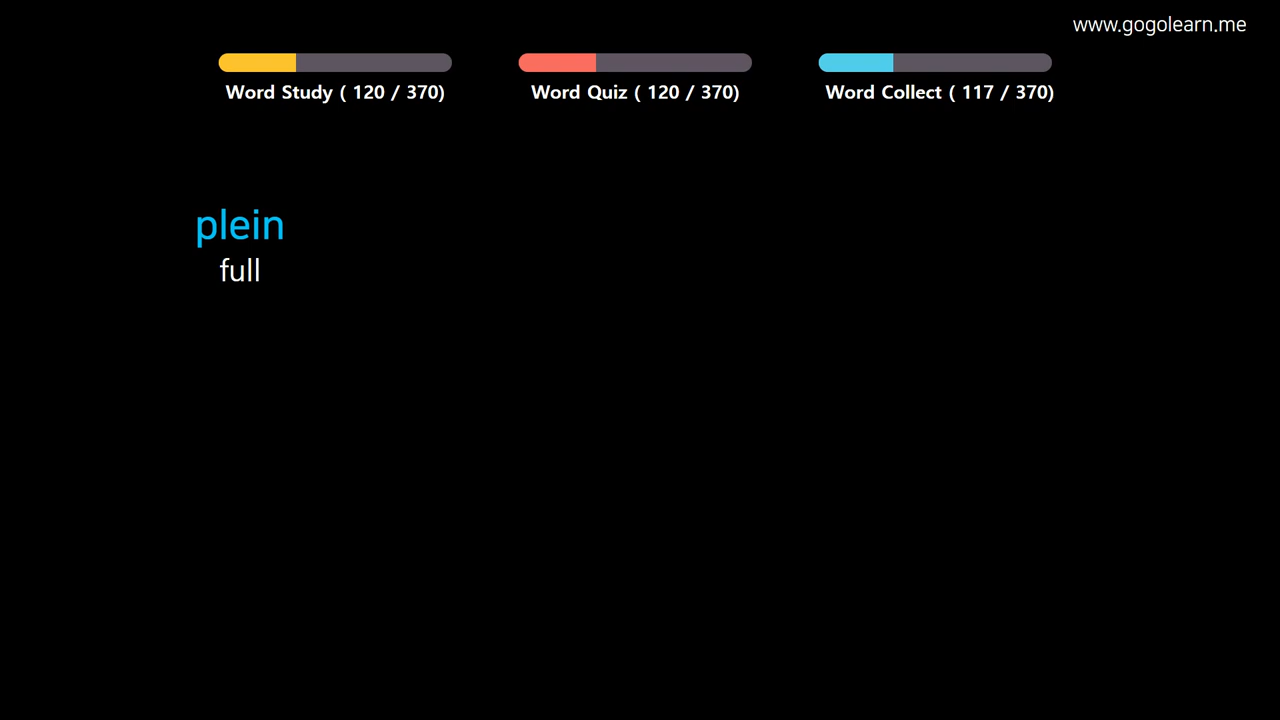 www.gogolearn.me
Word Study ( 120 / 370)
Word Quiz ( 120 / 370)
Word Collect ( 117 / 370)
plein
full